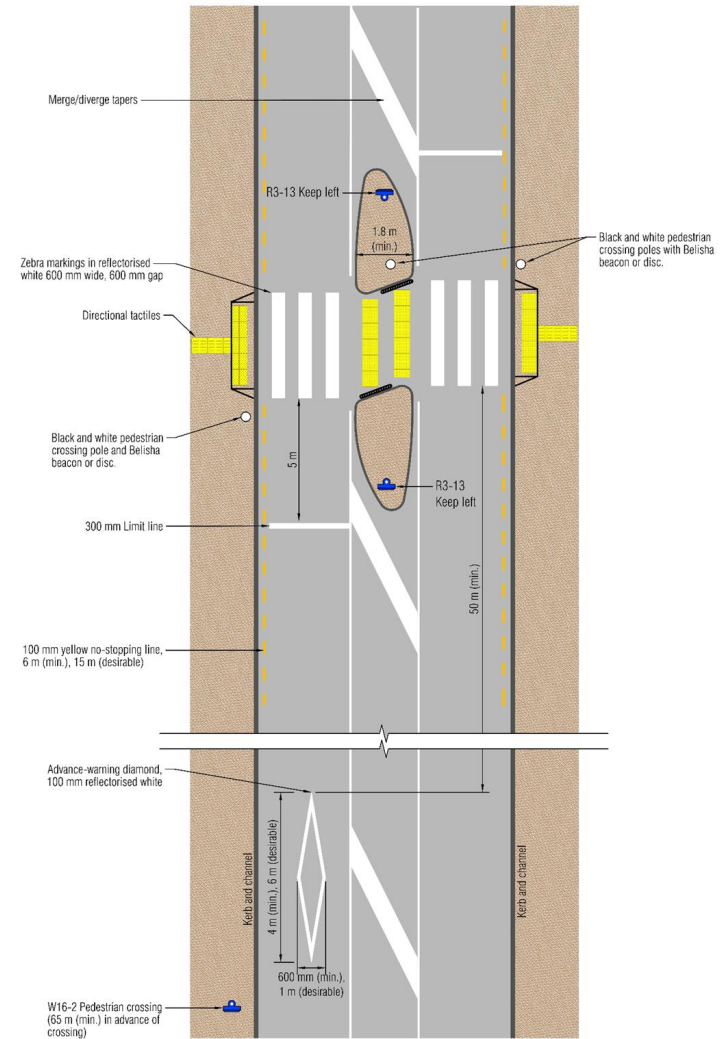 Merge/diverge tapers
R3-13 Keep left
1.8 m
(min.)
Black and white pedestrian
crossing poles with Belisha
beacon or disc.
Zebra markings in reflectorised
white 600 mm wide, 600 mm gap
Directional tactiles
Black and white pedestrian
crossing pole and Belisha
beacon or disc.
5 m
R3-13
Keep left
300 mm Limit line
50 m (min.)
100 mm yellow no-stopping line,
6 m (min.), 15 m (desirable)
Advance-warning diamond,
100 mm reflectorised white
Kerb and channel
4 m (min.), 6 m (desirable)
Kerb and channel
600 mm (min.),
1 m (desirable)
W16-2 Pedestrian crossing
(65 m (min.) in advance of
crossing)